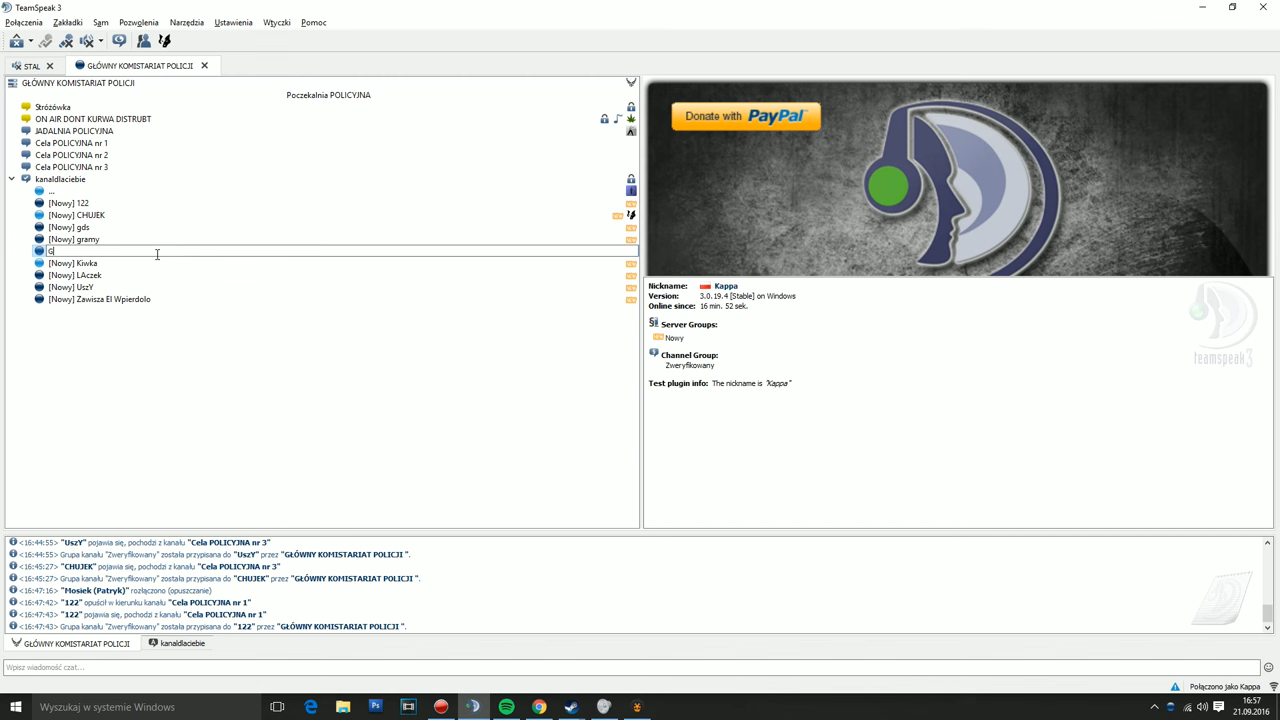 TeamSpeak 3
Połączenia Zakładki Sam Pozwolenia Narzędzia Ustawienia Wtyczki Pomoc
STAL GŁÓWNY KOMISTARIAT POLICJI
GŁÓWNY KOMISTARIAT POLICJI
Poczekalnia POLICYJNA
Stróżówka
ON AIR DONT KURWA DISTRUBT
JADALNIA POLICYJNA
Cela POLICYJNA nr 1
Cela POLICYJNA nr 2
Cela POLICYJNA nr 3
kanaldlaciebie
...
[Nowy] 122
[Nowy] CHUJEK
[Nowy] gds
[Nowy] gramy
G
[Nowy] Kiwka
[Nowy] LAczek
[Nowy] UszY
[Nowy] Zawisza El Wpierdolo
Donate with PayPal
Nickname: Kappa
Version: 3.0.19.4 [Stable] on Windows
Online since: 16 min. 52 sek.
Server Groups:
Nowy
Channel Group:
Zweryfikowany
Test plugin info: The nickname is "Kappa"
teamspeak 3
<16:44:55> "UszY" pojawia się, pochodzi z kanału "Cela POLICYJNA nr 3"
<16:44:55> Grupa kanału "Zweryfikowany" została przypisana do "UszY" przez "GŁÓWNY KOMISTARIAT POLICJI ".
<16:45:27> "CHUJEK" pojawia się, pochodzi z kanału "Cela POLICYJNA nr 3"
<16:45:27> Grupa kanału "Zweryfikowany" została przypisana do "CHUJEK" przez "GŁÓWNY KOMISTARIAT POLICJI ".
<16:47:16> "Mosiek (Patryk)" rozłączono (opuszczanie)
<16:47:42> "122" opuścił w kierunku kanału "Cela POLICYJNA nr 1"
<16:47:43> "122" pojawia się, pochodzi z kanału "Cela POLICYJNA nr 1"
<16:47:43> Grupa kanału "Zweryfikowany" została przypisana do "122" przez "GŁÓWNY KOMISTARIAT POLICJI ".
GŁÓWNY KOMISTARIAT POLICJI kanaldlaciebie
Wpisz wiadomość czat...
Połączono jako Kappa
Wyszukaj w systemie Windows
16:57
21.09.2016